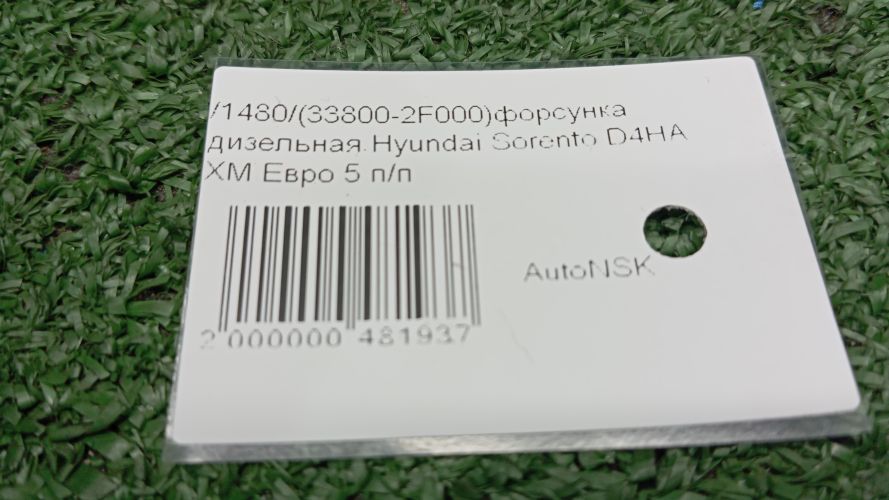 /1480/(33800-2F000)форсунка
дизельная Hyundai Sorento D4HA
XM Евро 5 п/п
AutoNSK
2 000000 481937